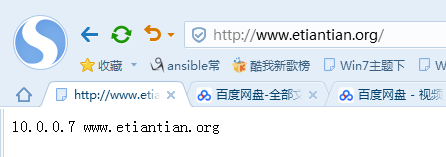 http://www.etiantian.org/
收藏 ansible常 酷我新歌榜 Win7主题下 W
http://www.etia 百度网盘-全部文 百度网盘 - 视频
10.0.0.7 www.etiantian.org